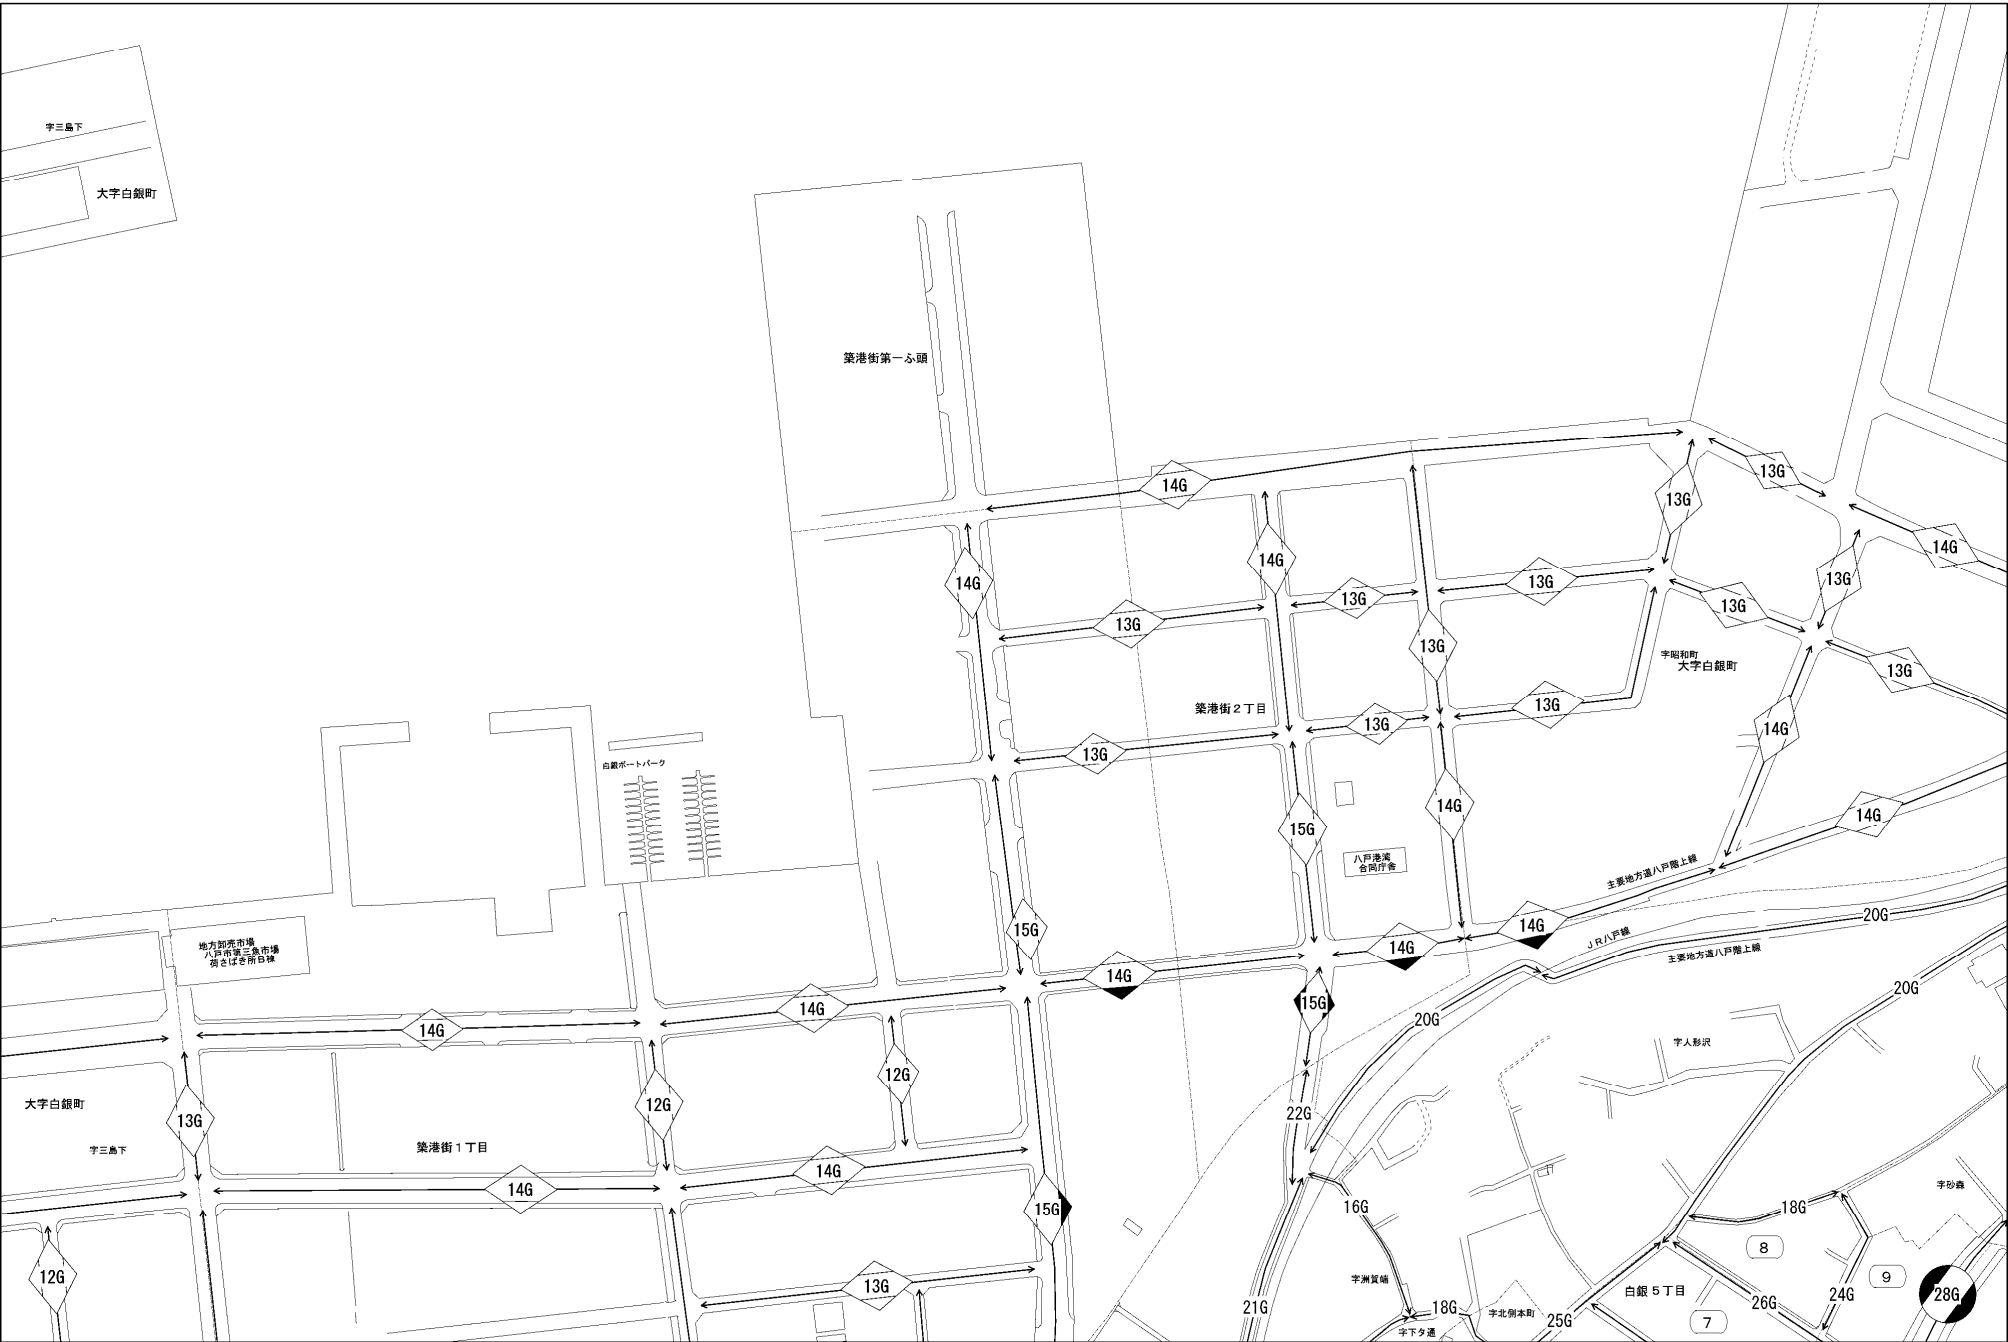 字三島下
大字白銀町
築港街第一ふ頭
14G
13G
13G
14G
14G
14G
13G
13G
13G
13G
13G
13G
13G
字昭和町
大字白銀町
13G
築港街2丁目
13G
13G
13G
14G
白銀ポートパーク
14G
15G
14G
八戸港湾
合同庁舎
主要地方道八戸階上線
20G
15G
14G
14G
14G
JR八戸線
主要地方道八戸階上線
地方卸売市場
八戸市第三魚市場
荷さばき所B棟
14G
15G
20G
14G
14G
20G
字人形沢
12G
大字白銀町
12G
13G
22G
字三島下
築港街1丁目
14G
14G
字砂森
15G
16G
18G
8
12G
13G
字洲賀端
9
白銀5丁目
28G
21G
18G
字北側本町
25G
26G
24G
7
字下タ通